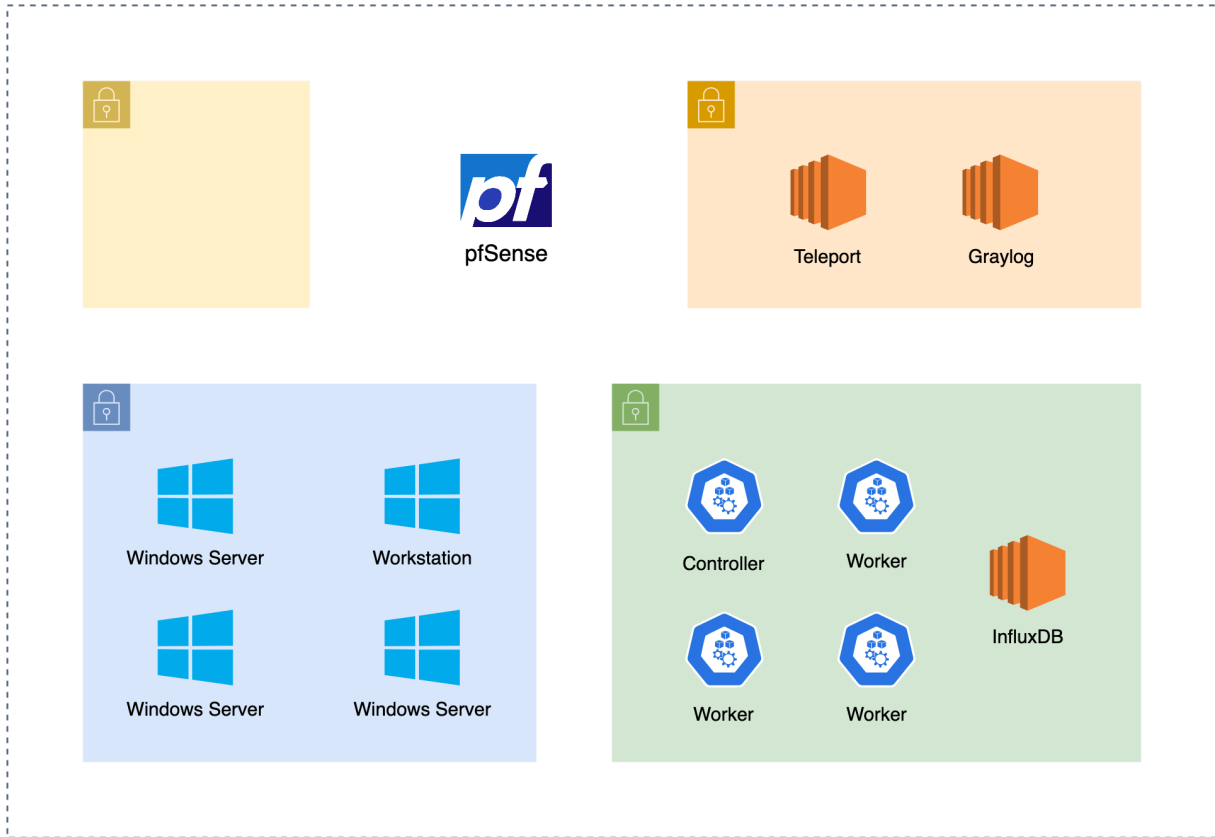 pf
pfSense
Teleport
Graylog
Windows Server
Workstation
Windows Server
Windows Server
Controller
Worker
Worker
Worker
InfluxDB